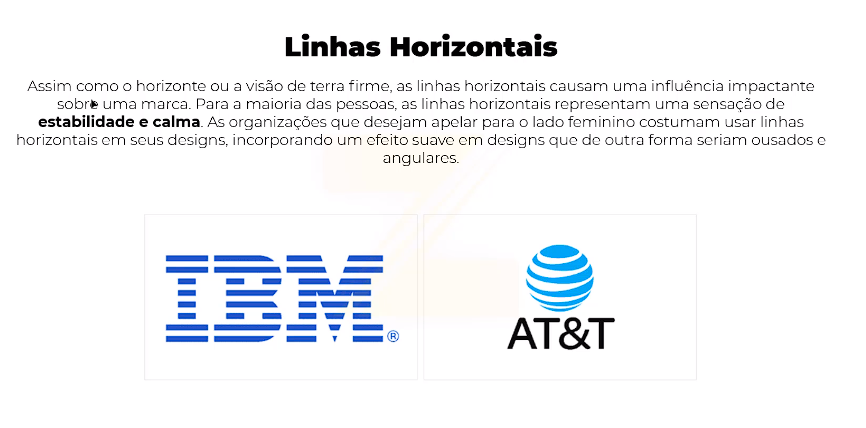 Linhas Horizontais
Assim como o horizonte ou a visão de terra firme, as linhas horizontais causam uma influência impactante
sobre uma marca. Para a maioria das pessoas, as linhas horizontais representam uma sensação de
estabilidade e calma. As organizações que desejam apelar para o lado feminino costumam usar linhas
horizontais em seus designs, incorporando um efeito suave em designs que de outra forma seriam ousados e
angulares.
IBM®
AT&T